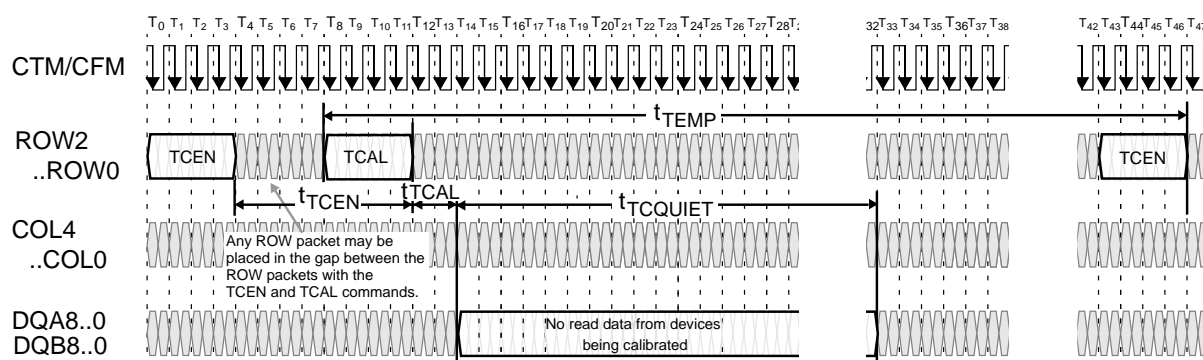 T0 T1 T2 T3 T4 T5 T6 T7 T8 T9 T10 T11 T12 T13 T14 T15 T16 T17 T18 T19 T20 T21 T22 T23 T24 T25 T26 T27 T28 32 T33 T34 T35 T36 T37 T38 T42 T43 T44 T45 T46 T47
CTM/CFM
tTEMP
ROW2
..ROW0
TCEN
TCAL
TCEN
tTCEN
tTCAL
tTCQUIET
COL4
..COL0
Any ROW packet may be
placed in the gap between the
ROW packets with the
TCEN and TCAL commands.
DQA8..0
DQB8..0
No read data from devices
being calibrated